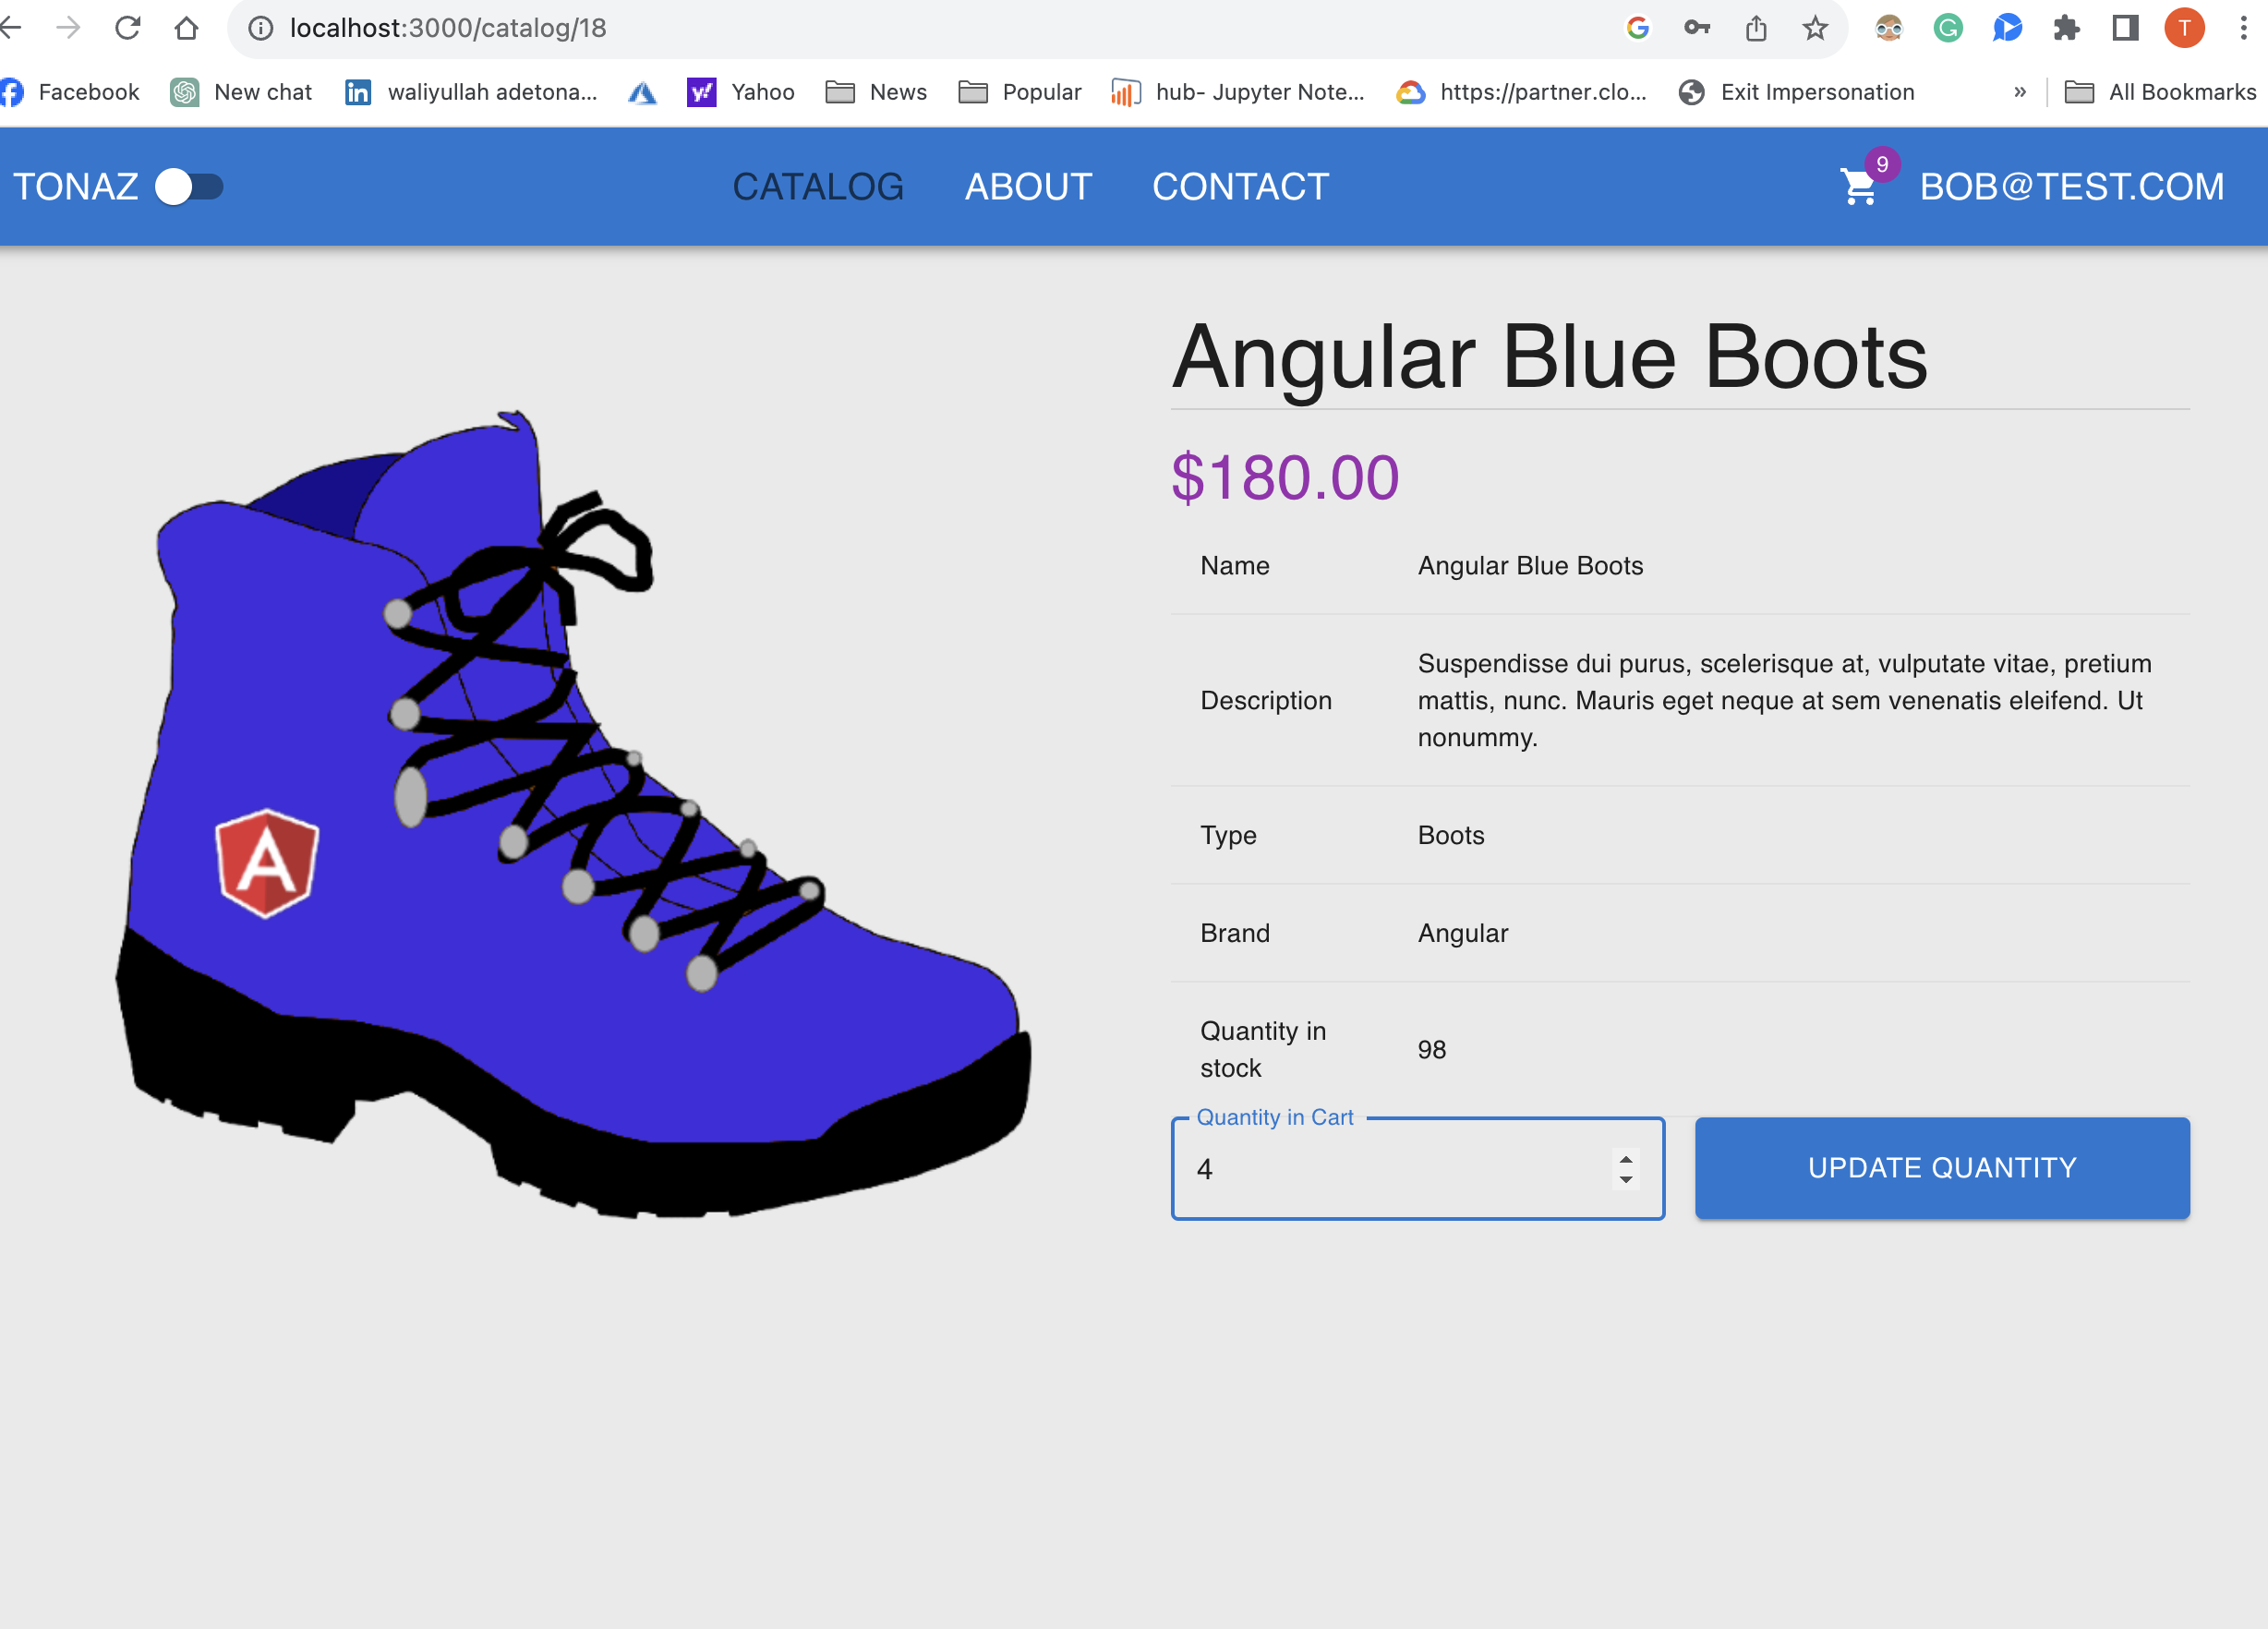 localhost:3000/catalog/18
Facebook New chat waliyullah adetona... Yahoo News Popular hub- Jupyter Note... https://partner.clo... Exit Impersonation » All Bookmarks
T
TONAZ CATALOG ABOUT CONTACT 9 BOB@TEST.COM
Angular Blue Boots
$180.00
Name Angular Blue Boots
Description Suspendisse dui purus, scelerisque at, vulputate vitae, pretium
mattis, nunc. Mauris eget neque at sem venenatis eleifend. Ut
nonummy.
Type Boots
Brand Angular
Quantity in
stock
98
Quantity in Cart
4
UPDATE QUANTITY
A